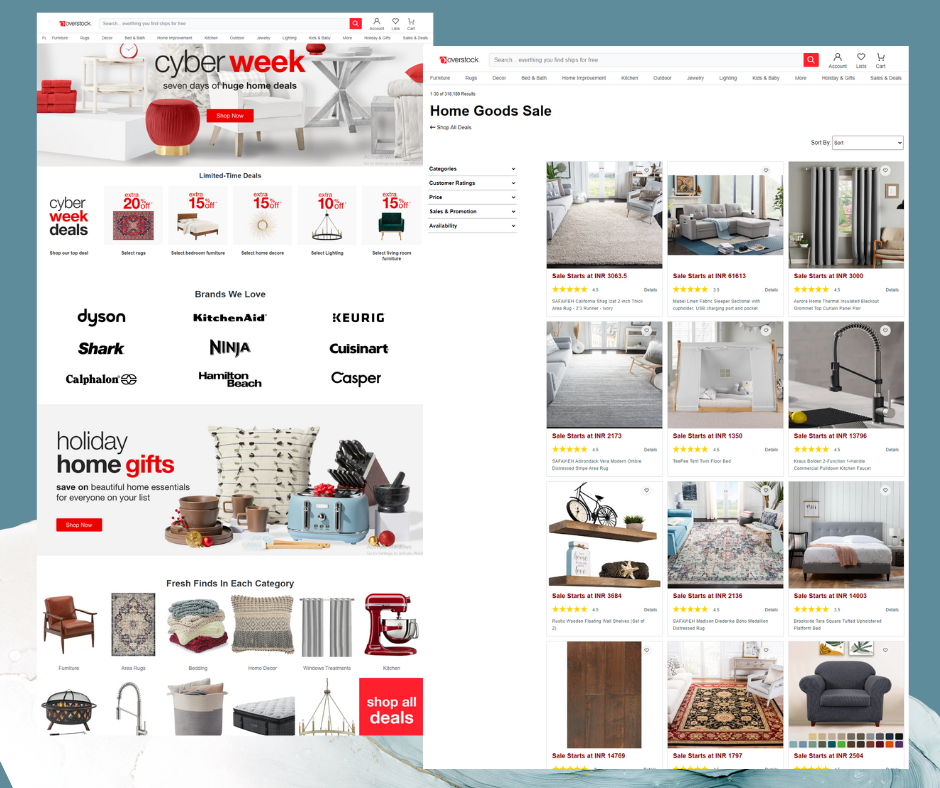 overstock.
Search... everthing you find ships for free
Account
Lists
Cart
Furniture
Rugs
Decor
Bed & Bath
Home Improvement
Kitchen
Outdoor
Jewelry
Lighting
Kids & Baby
More
Holiday & Gifts
Sales & Deals
cyber week
seven days of huge home deals
Shop Now
Limited-Time Deals
cyber
week
deals
Shop our top deal
extra
20% off
Select rugs
extra
15% off
Select bedroom furniture
extra
15% off
Select home decors
extra
10% off
Select Lighting
extra
15% off
Select living room
furniture
Brands We Love
dyson
KitchenAid
KEURIG
Shark
NINJA
Cuisinart
Calphalon
Hamilton
Beach
Casper
holiday
home gifts
save on beautiful home essentials
for everyone on your list
Shop Now
Fresh Finds In Each Category
Furniture
Area Rugs
Bedding
Home Decor
Windows Treatments
Kitchen
shop all
deals
overstock.
Search... everthing you find ships for free
Account
Lists
Cart
Furniture
Rugs
Decor
Bed & Bath
Home Improvement
Kitchen
Outdoor
Jewelry
Lighting
Kids & Baby
More
Holiday & Gifts
Sales & Deals
Home Goods Sale
Shop All Deals
Sort By:
Sort
Categories
Customer Ratings
Price
Sales & Promotion
Availability
Sale Starts at INR 3063.5
4.5
Details
SAFAVIEH California Shag Izat 2-inch Thick
Area Rug - 2'3 Runner - Ivory
Sale Starts at INR 61613
3.5
Details
Mabel Linen Fabric Sleeper Sectional with
cupholder, USB charging port and pocket
Sale Starts at INR 3080
4.5
Details
Aurora Home Thermal Insulated Blackout
Grommet Top Curtain Panel Pair
Sale Starts at INR 2173
4.5
Details
SAFAVIEH Adirondack Vera Modern Ombre
Distressed Stripe Area Rug
Sale Starts at INR 1350
4.5
Details
TeePee Tent Twin Floor Bed
Sale Starts at INR 13796
4.5
Details
Kraus Bolden 2-Function 1-Handle
Commercial Pulldown Kitchen Faucet
Sale Starts at INR 3684
4.5
Details
Rustic Wooden Floating Wall Shelves (Set of
2)
Sale Starts at INR 2136
4.5
Details
SAFAVIEH Madison Diederike Boho Medallion
Distressed Rug
Sale Starts at INR 14003
3.5
Details
Brookside Tara Square Tufted Upholstered
Platform Bed
Sale Starts at INR 14769
Sale Starts at INR 1797
Sale Starts at INR 2504